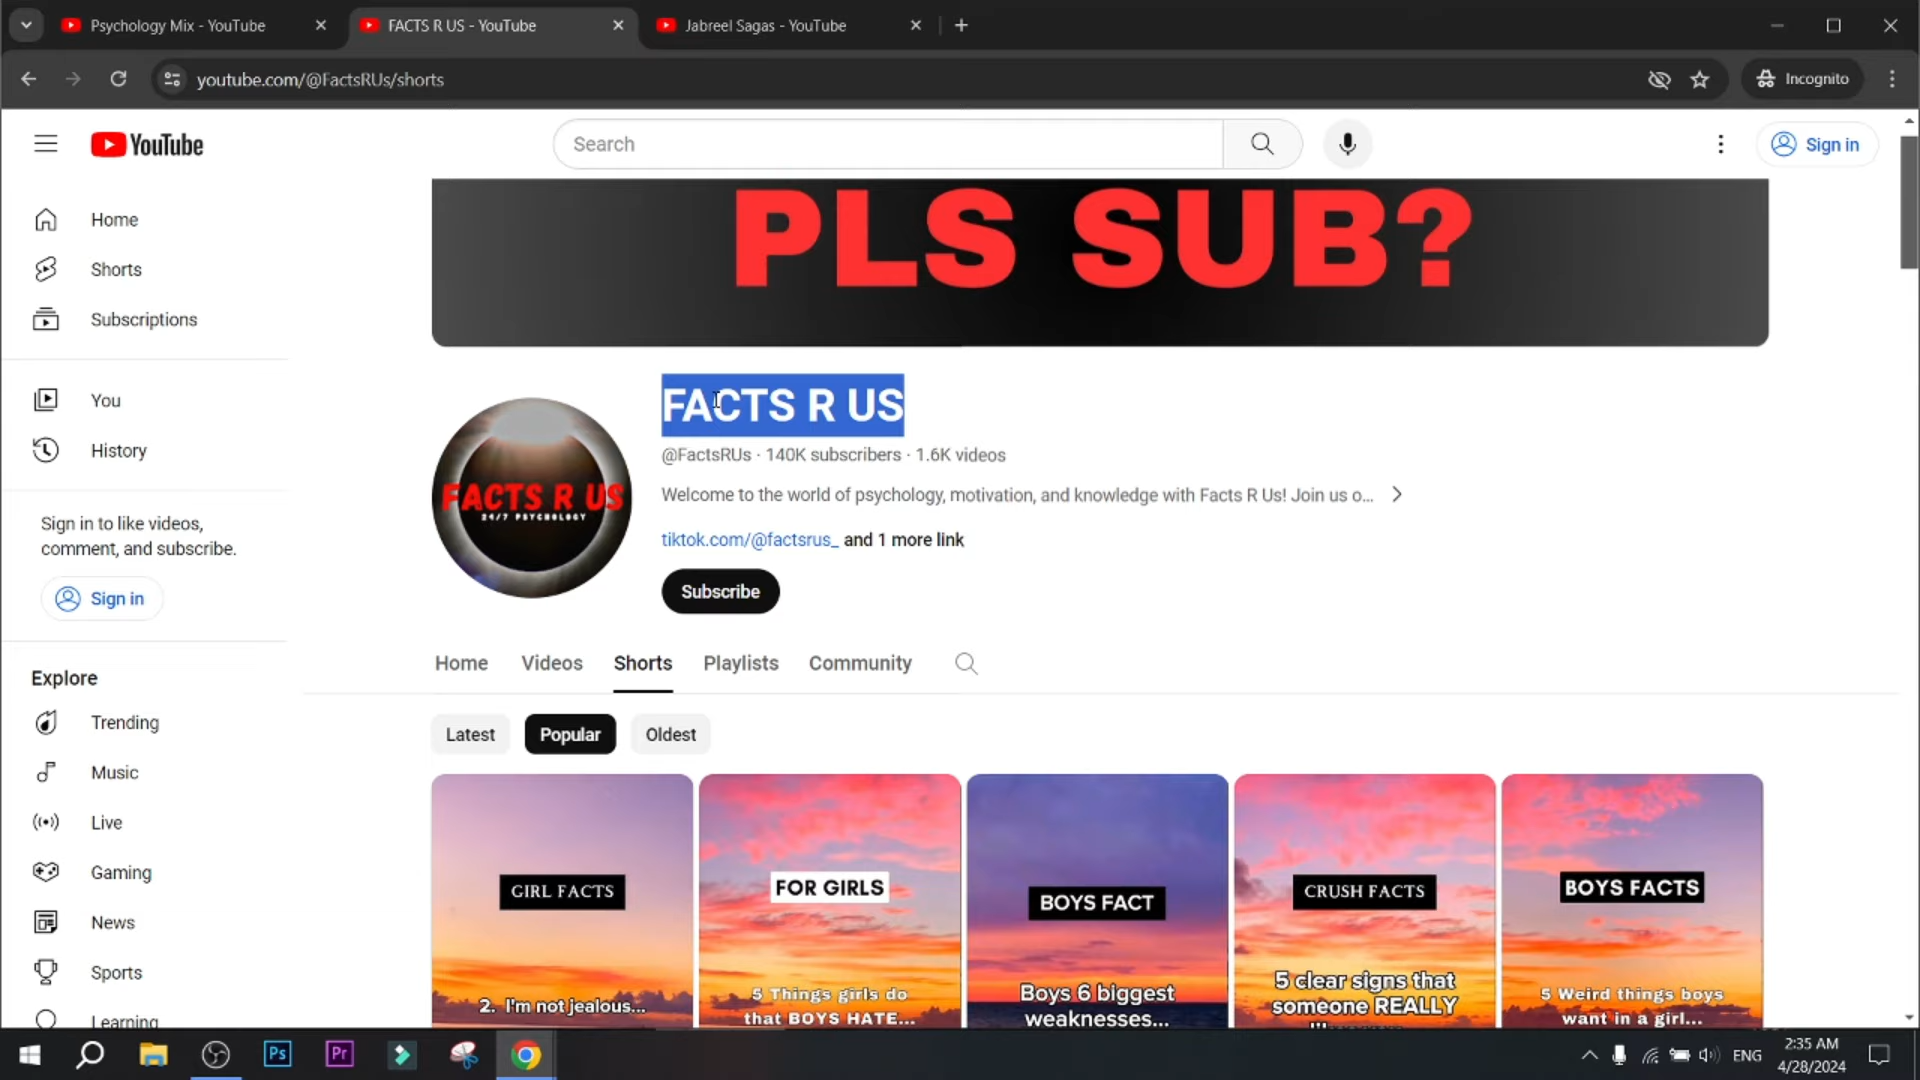 Psychology Mix - YouTube
FACTS R US - YouTube
Jabreel Sagas - YouTube
youtube.com/@FactsRUs/shorts
Incognito
YouTube
Search
Sign in
Home
Shorts
Subscriptions
You
History
Sign in to like videos,
comment, and subscribe.
Sign in
Explore
Trending
Music
Live
Gaming
News
Sports
Learning
PLS SUB?
FACTS R US
24/7 PSYCHOLOGY
FACTS R US
@FactsRUs · 140K subscribers · 1.6K videos
Welcome to the world of psychology, motivation, and knowledge with Facts R Us! Join us o...
tiktok.com/@factsrus_ and 1 more link
Subscribe
Home Videos Shorts Playlists Community
Latest Popular Oldest
GIRL FACTS
2. I'm not jealous...
FOR GIRLS
5 Things girls do
that BOYS HATE...
BOYS FACT
Boys 6 biggest
weaknesses...
CRUSH FACTS
5 clear signs that
someone REALLY
BOYS FACTS
5 Weird things boys
want in a girl...
Ps
Pr
ENG
2:35 AM
4/28/2024